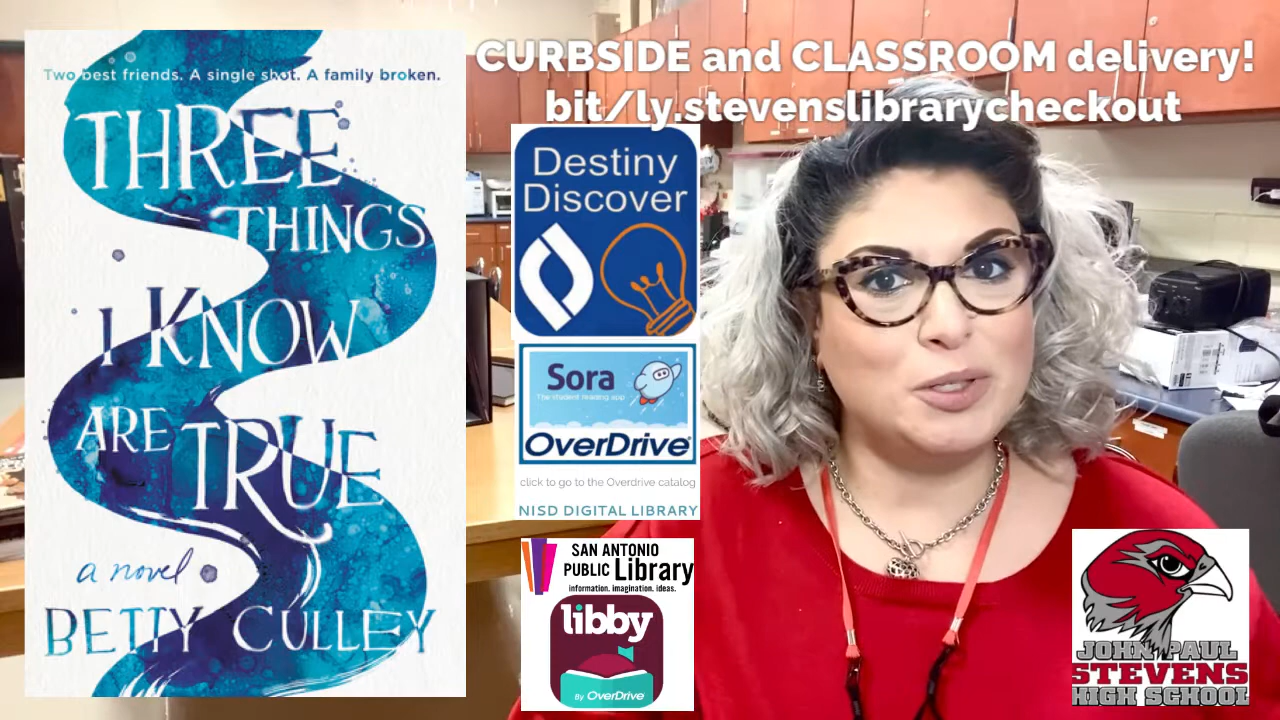 Two best friends. A single shot. A family broken.
THREE
THINGS
I KNOW
ARE TRUE
a novel
BETTY CULLEY
CURBSIDE and CLASSROOM delivery!
bit/ly.stevenslibrarycheckout
Destiny
Discover
Sora
The student reading app
OverDrive
click to go to the Overdrive catalog
NISD DIGITAL LIBRARY
SAN ANTONIO
PUBLIC Library
information. imagination. ideas.
libby
By OverDrive
JOHN PAUL
STEVENS
HIGH SCHOOL